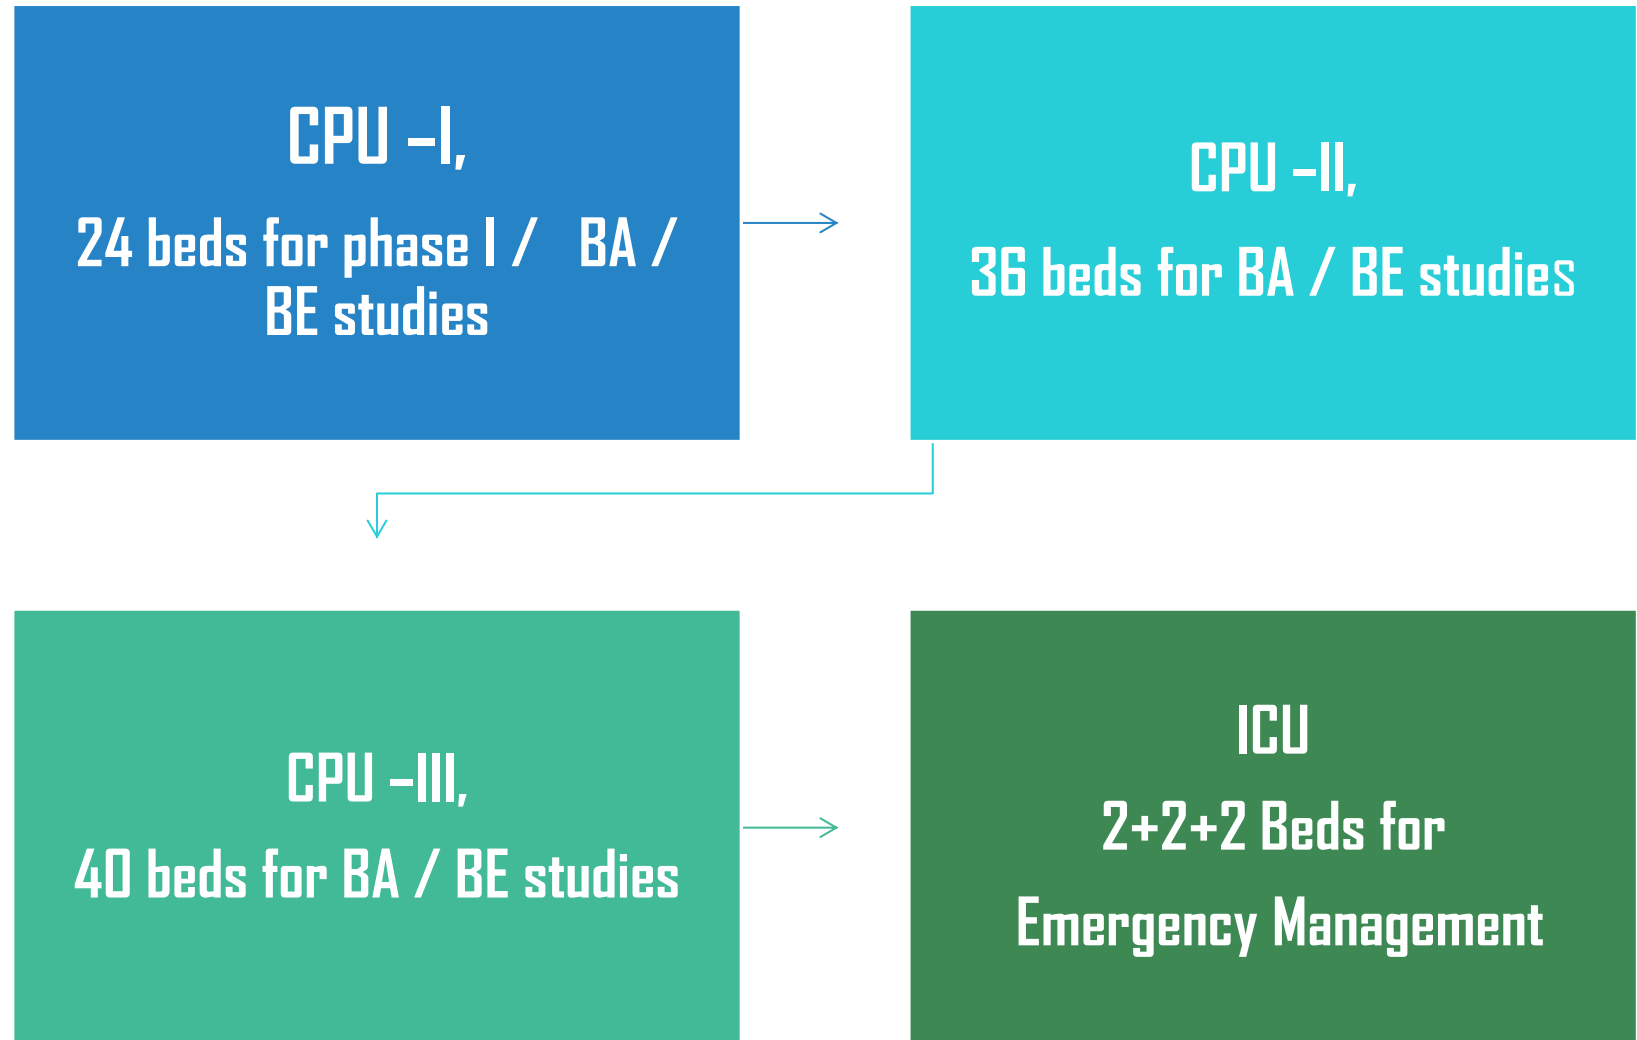 CPU –I,
24 beds for phase I / BA /
BE studies
CPU –II,
36 beds for BA / BE studies
CPU –III,
40 beds for BA / BE studies
ICU
2+2+2 Beds for
Emergency Management